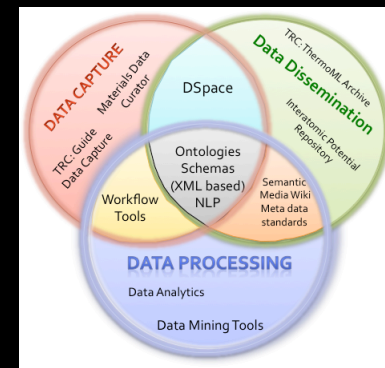 DATA CAPTURE
Materials Data
Curator
TRC: Guide
Data Capture
DSpace
TRC: ThermoML Archive
Data Dissemination
Interatomic Potential
Repository
Ontologies
Schemas
(XML based)
NLP
Workflow
Tools
Semantic
Media Wiki
Meta data
standards
DATA PROCESSING
Data Analytics
Data Mining Tools